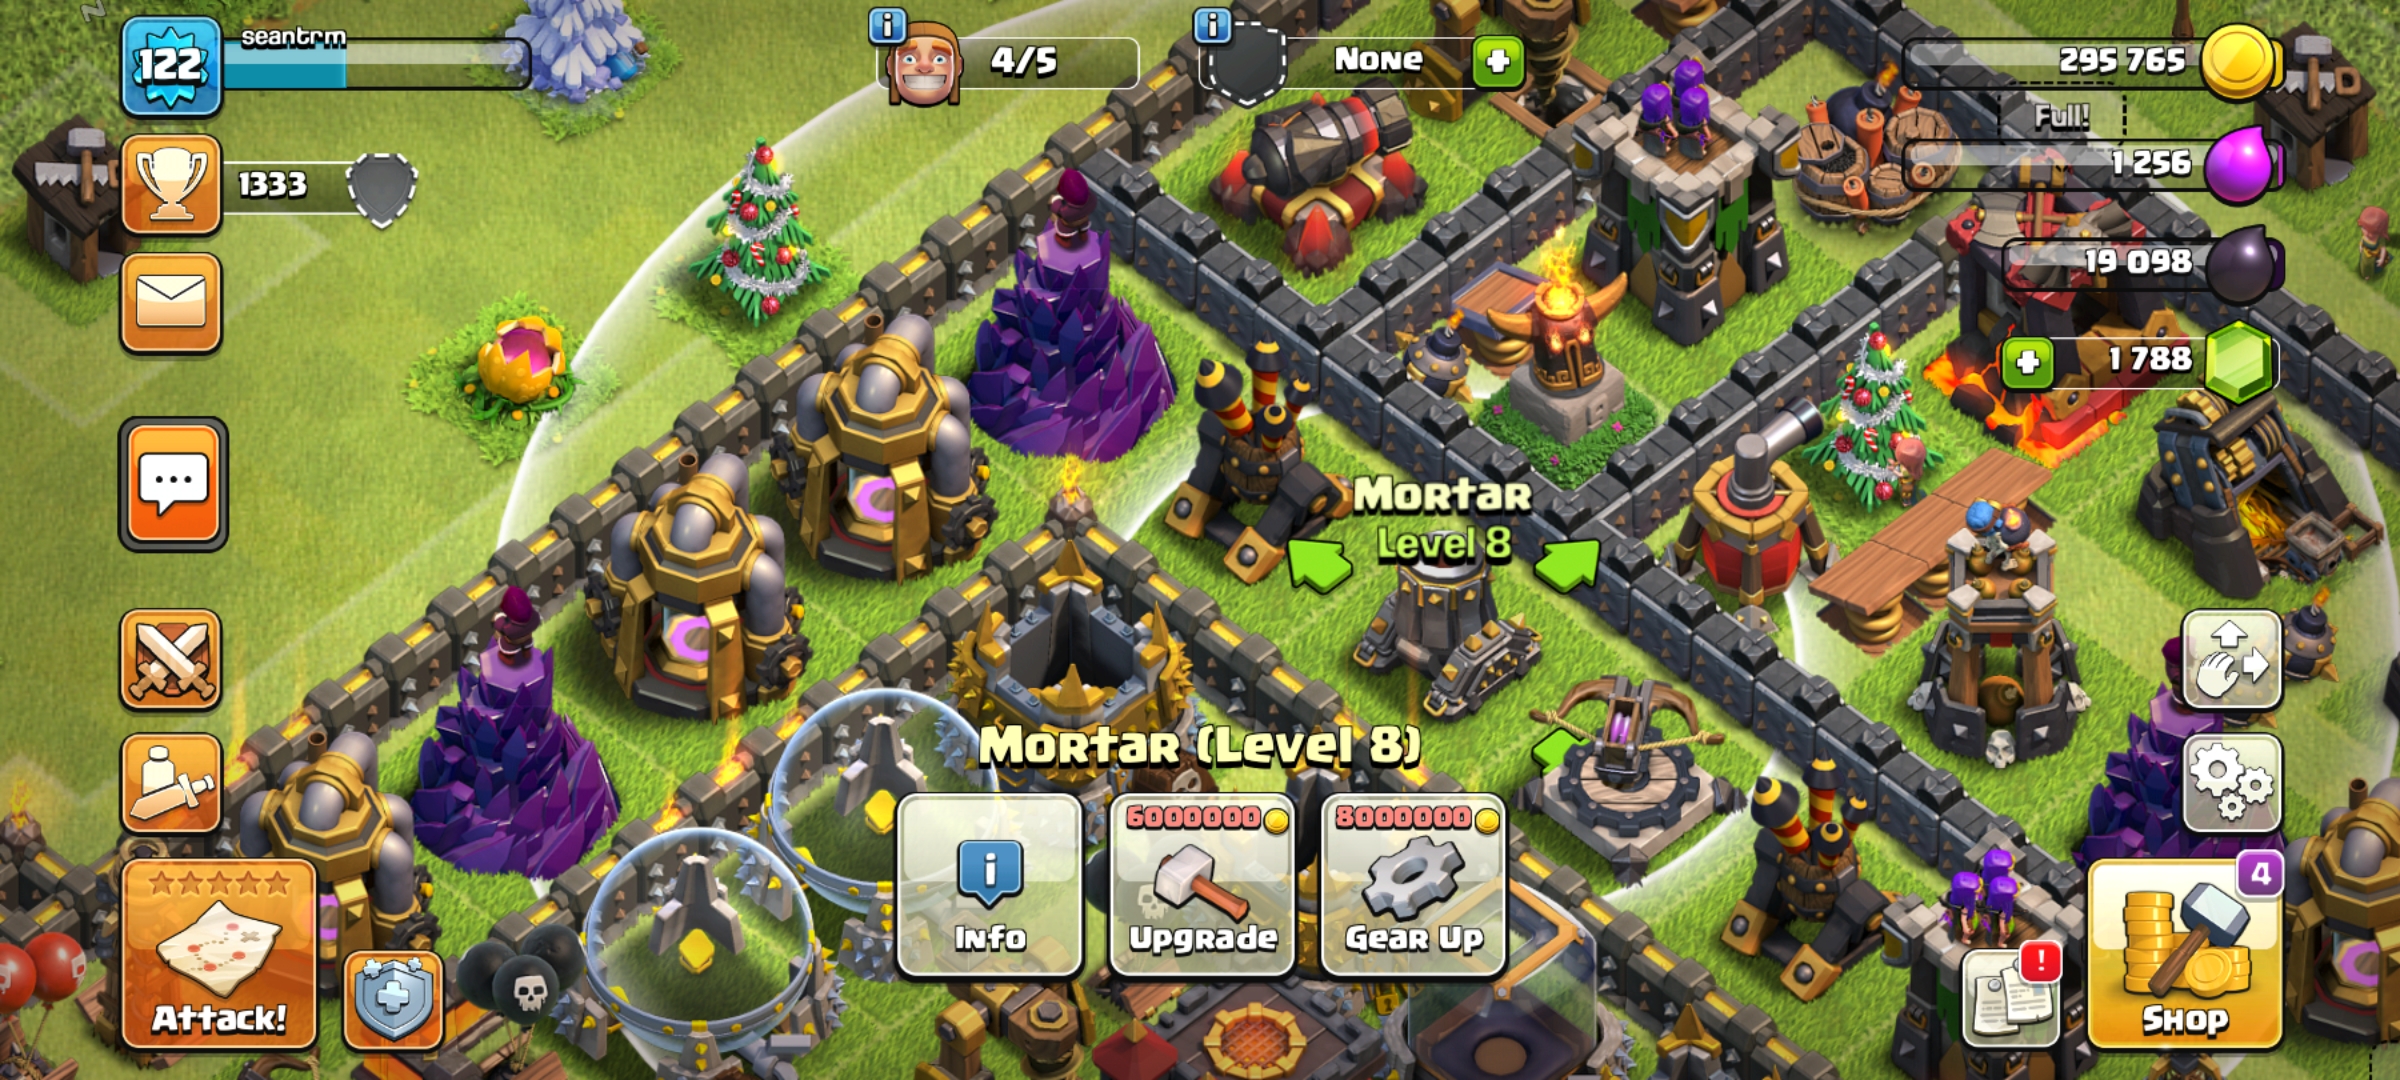 122
seantrm
4/5
None
295 765
Full!
1333
1 256
19 098
1 788
Mortar
Level 8
Mortar (Level 8)
6000000
8000000
Info
Upgrade
Gear Up
Attack!
4
!
Shop